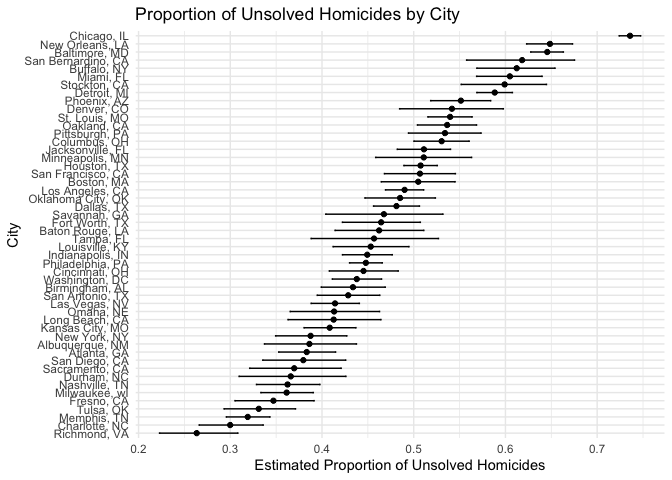 Proportion of Unsolved Homicides by City
Chicago, IL
New Orleans, LA
Baltimore, MD
San Bernardino, CA
Buffalo, NY
Miami, FL
Stockton, CA
Detroit, MI
Phoenix, AZ
Denver, CO
St. Louis, MO
Oakland, CA
Pittsburgh, PA
Columbus, OH
Jacksonville, FL
Minneapolis, MN
Houston, TX
San Francisco, CA
Boston, MA
Los Angeles, CA
Oklahoma City, OK
Dallas, TX
Savannah, GA
Fort Worth, TX
Baton Rouge, LA
Tampa, FL
Louisville, KY
Indianapolis, IN
Philadelphia, PA
Cincinnati, OH
Washington, DC
Birmingham, AL
San Antonio, TX
Las Vegas, NV
Omaha, NE
Long Beach, CA
Kansas City, MO
New York, NY
Albuquerque, NM
Atlanta, GA
San Diego, CA
Sacramento, CA
Durham, NC
Nashville, TN
Milwaukee, wI
Fresno, CA
Tulsa, OK
Memphis, TN
Charlotte, NC
Richmond, VA
City
0.2 0.3 0.4 0.5 0.6 0.7
Estimated Proportion of Unsolved Homicides